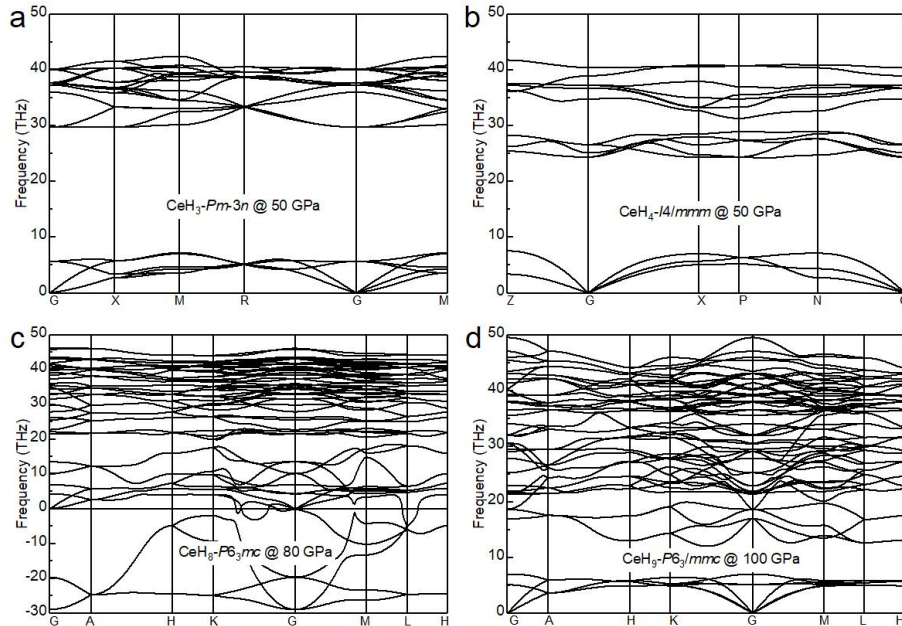 a
b
50
40
30
20
10
0
Frequency (THz)
CeH3-Pm-3n @ 50 GPa
G X M R G M
50
40
30
20
10
0
Frequency (THz)
CeH4-I4/mmm @ 50 GPa
Z G X P N
c
d
50
40
30
20
10
0
-10
-20
-30
Frequency (THz)
CeH8-P63mc @ 80 GPa
G A H K G M L H
50
40
30
20
10
0
Frequency (THz)
CeH9-P63/mmc @ 100 GPa
G A H K G M L H